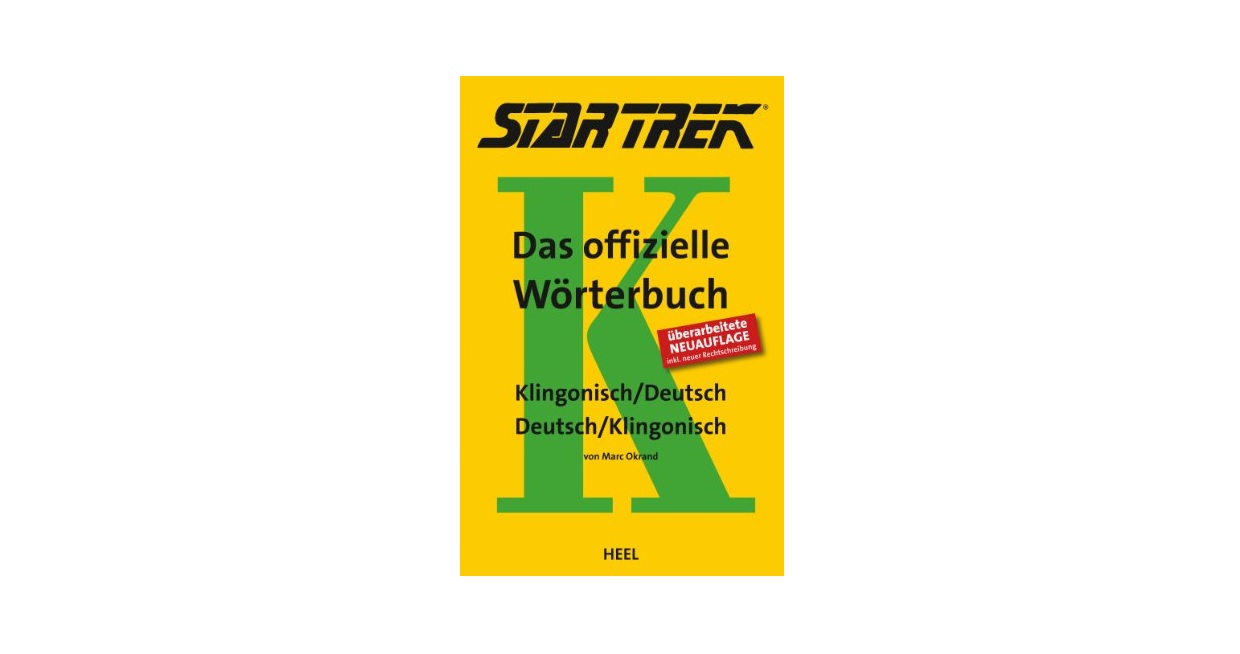 STAR TREK®
K
Das offizielle
Wörterbuch
überarbeitete
NEUAUFLAGE
inkl. neuer Rechtschreibung
Klingonisch/Deutsch
Deutsch/Klingonisch
von Marc Okrand
HEEL